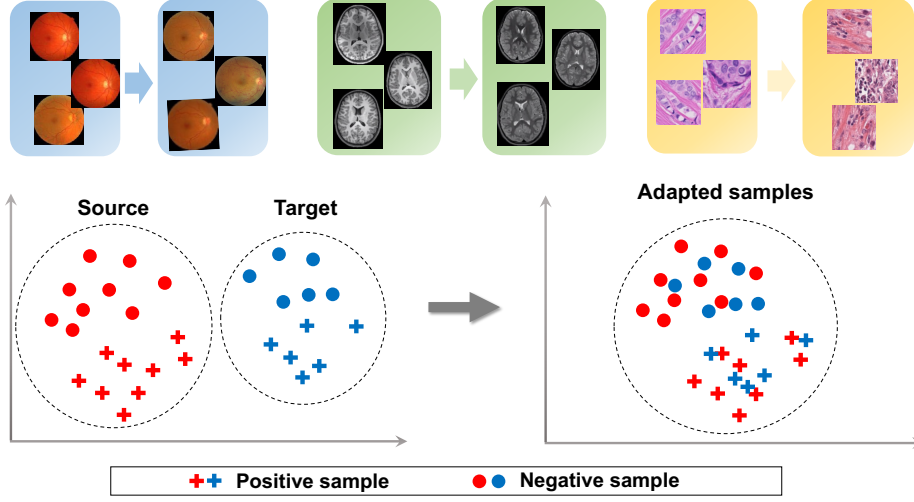 Source
Target
Adapted samples
Positive sample
Negative sample